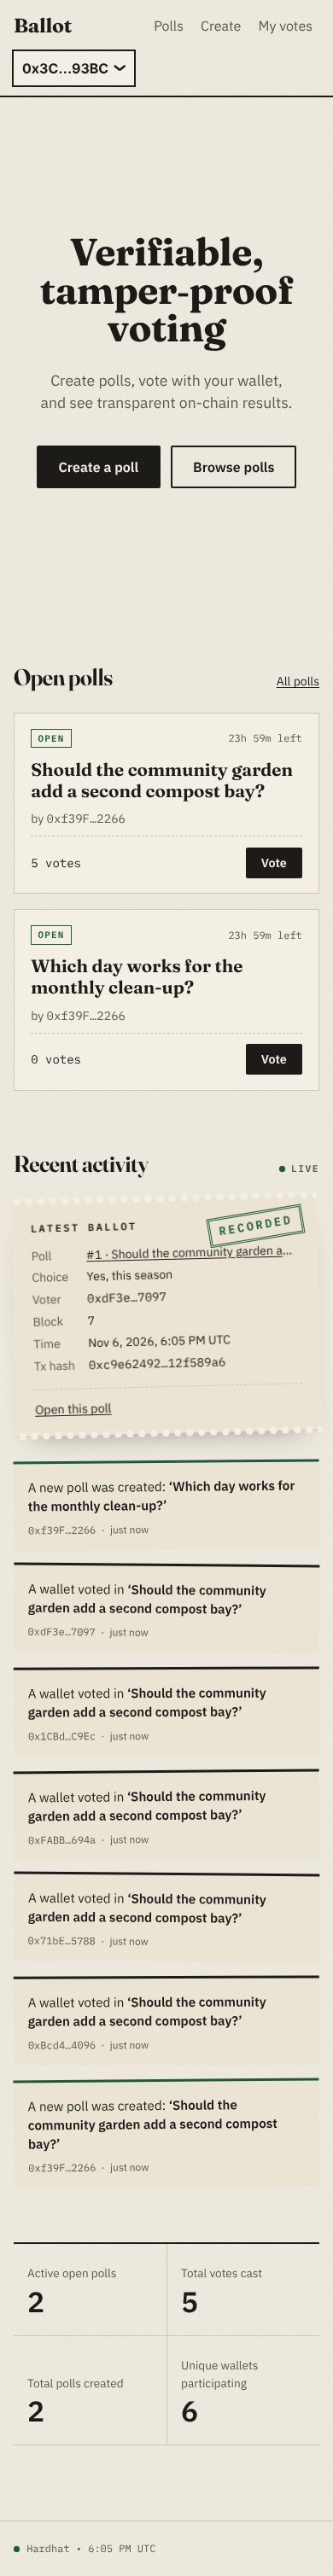 Ballot
Polls Create My votes
0x3C...93BC
Verifiable,
tamper-proof
voting
Create polls, vote with your wallet,
and see transparent on-chain results.
Create a poll Browse polls
Open polls
All polls
OPEN 23h 59m left
Should the community garden
add a second compost bay?
by 0xf39F…2266
5 votes Vote
OPEN 23h 59m left
Which day works for the
monthly clean-up?
by 0xf39F…2266
0 votes Vote
Recent activity
LIVE
LATEST BALLOT
RECORDED
Poll #1 · Should the community garden a…
Choice Yes, this season
Voter 0xdF3e…7097
Block 7
Time Nov 6, 2026, 6:05 PM UTC
Tx hash 0xc9e62492…12f589a6
Open this poll
A new poll was created: ‘Which day works for
the monthly clean-up?’
0xf39F…2266 · just now
A wallet voted in ‘Should the community
garden add a second compost bay?’
0xdF3e…7097 · just now
A wallet voted in ‘Should the community
garden add a second compost bay?’
0x1CBd…C9Ec · just now
A wallet voted in ‘Should the community
garden add a second compost bay?’
0xFABB…694a · just now
A wallet voted in ‘Should the community
garden add a second compost bay?’
0x71bE…5788 · just now
A wallet voted in ‘Should the community
garden add a second compost bay?’
0xBcd4…4096 · just now
A new poll was created: ‘Should the
community garden add a second compost
bay?’
0xf39F…2266 · just now
Active open polls
2
Total votes cast
5
Total polls created
2
Unique wallets
participating
6
Hardhat • 6:05 PM UTC